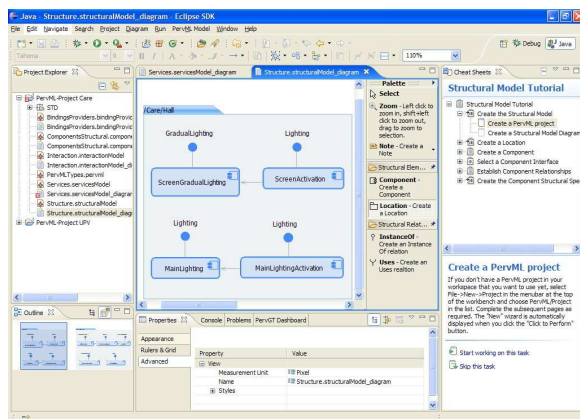 Java - Structure.structuralModel_diagram - Eclipse SDK
File Edit Navigate Search Project Diagram Run PervML Model Window Help
Debug Java
Tahoma 9 110%
Project Explorer
PervML-Project Care
STD
BindingsProviders.bindingProvic
BindingsProviders.bindingProvic
ComponentsStructural.compone
ComponentsStructural.compon
Interaction.interactionModel
Interaction.interactionModel_di
PervMLTypes.pervml
Services.servicesModel
Services.servicesModel_diagrar
Structure.structuralModel
Structure.structuralModel_diag
PervML-Project UPV
Outline
Services.servicesModel_diagram
Structure.structuralModel_diagram
/Care/Hall
GradualLighting
Lighting
ScreenGradualLighting
ScreenActivation
Lighting
Lighting
MainLighting
MainLightingActivation
Palette
Select
Zoom - Left click to
zoom in, shift+left
click to zoom out,
drag to zoom to
selection.
Note - Create a
Structural Elem...
Component -
Create a
Component
Location - Create
a Location
Structural Relat...
InstanceOf -
Create an Instance
Of relation
Uses - Create an
Uses realtion
Properties Console Problems PervGT Dashboard
Appearance
Rulers & Grid
Advanced
Property Value
View
Measurement Unit Pixel
Name Structure.structuralModel_diagram
Styles
Cheat Sheets
Structural Model Tutorial
Structural Model Tutorial
Create the Structural Model
Create a PervML project
Create a Structural Model Diagram
Create a Location
Create a Component
Select a Component Interface
Establish Component Relationships
Create the Component Structural Spe
Create a PervML project
If you don't have a PervML project in your
workspace that you want to use yet, select
File->New->Project in the menubar at the top
of the workbench and choose PervML/Project
in the list. Complete the subsequent pages as
required. The "New" wizard is automatically
displayed when you click the "Click to Perform"
button.
Start working on this task
Skip this task